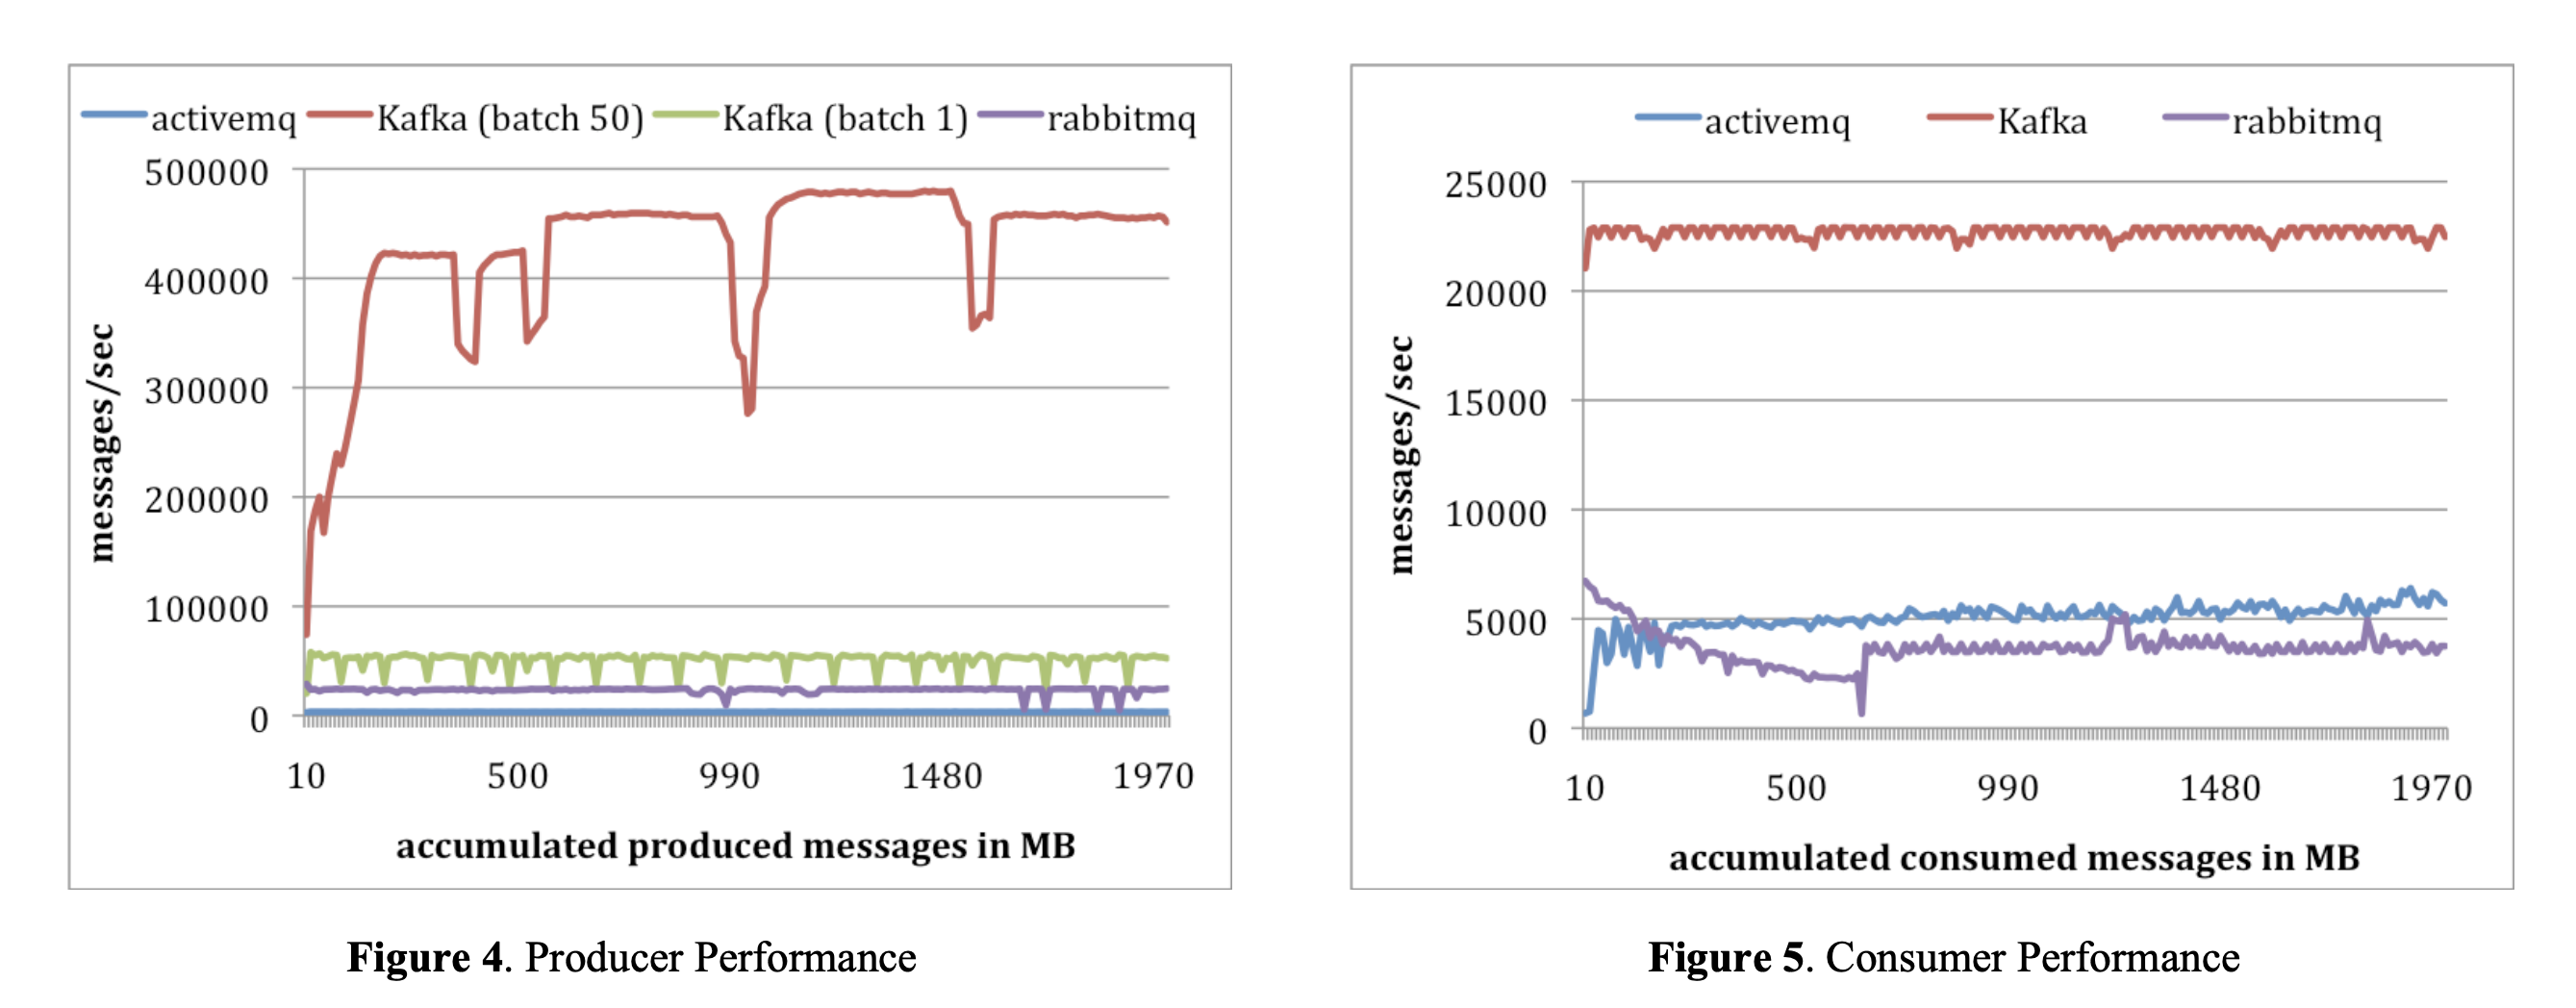 activemq Kafka (batch 50) Kafka (batch 1) rabbitmq
500000
400000
300000
200000
100000
0
messages/sec
10 500 990 1480 1970
accumulated produced messages in MB
Figure 4. Producer Performance
activemq Kafka rabbitmq
25000
20000
15000
10000
5000
0
messages/sec
10 500 990 1480 1970
accumulated consumed messages in MB
Figure 5. Consumer Performance